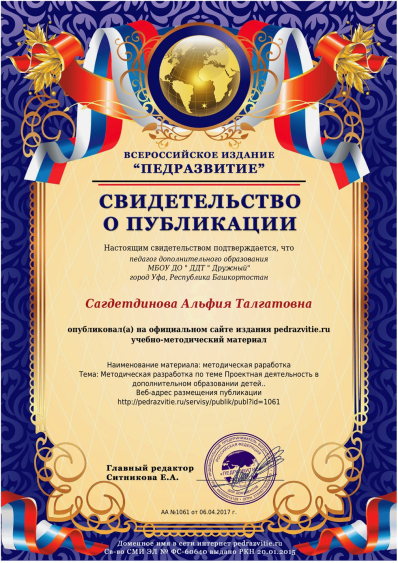 ВСЕРОССИЙСКОЕ ИЗДАНИЕ
"ПЕДРАЗВИТИЕ"
СВИДЕТЕЛЬСТВО
О ПУБЛИКАЦИИ
Настоящим свидетельством подтверждается, что
педагог дополнительного образования
МБОУ ДО " ДДТ " Дружный"
город Уфа, Республика Башкортостан
Сагдетдинова Альфия Талгатовна
опубликовал(а) на официальном сайте издания pedrazvitie.ru
учебно-методический материал
Наименование материала: методическая раработка
Тема: Методическая разработка по теме Проектная деятельность в
дополнительном образовании детей..
Веб-адрес размещения публикации
http://pedrazvitie.ru/servisy/publik/publ?id=1061
Главный редактор
Ситникова Е.А.
АА №1061 от 06.04.2017 г.
Доменное имя в сети интернет pedrazvitie.ru
Св-во СМИ ЭЛ № ФС-60640 выдано РКН 20.01.2015